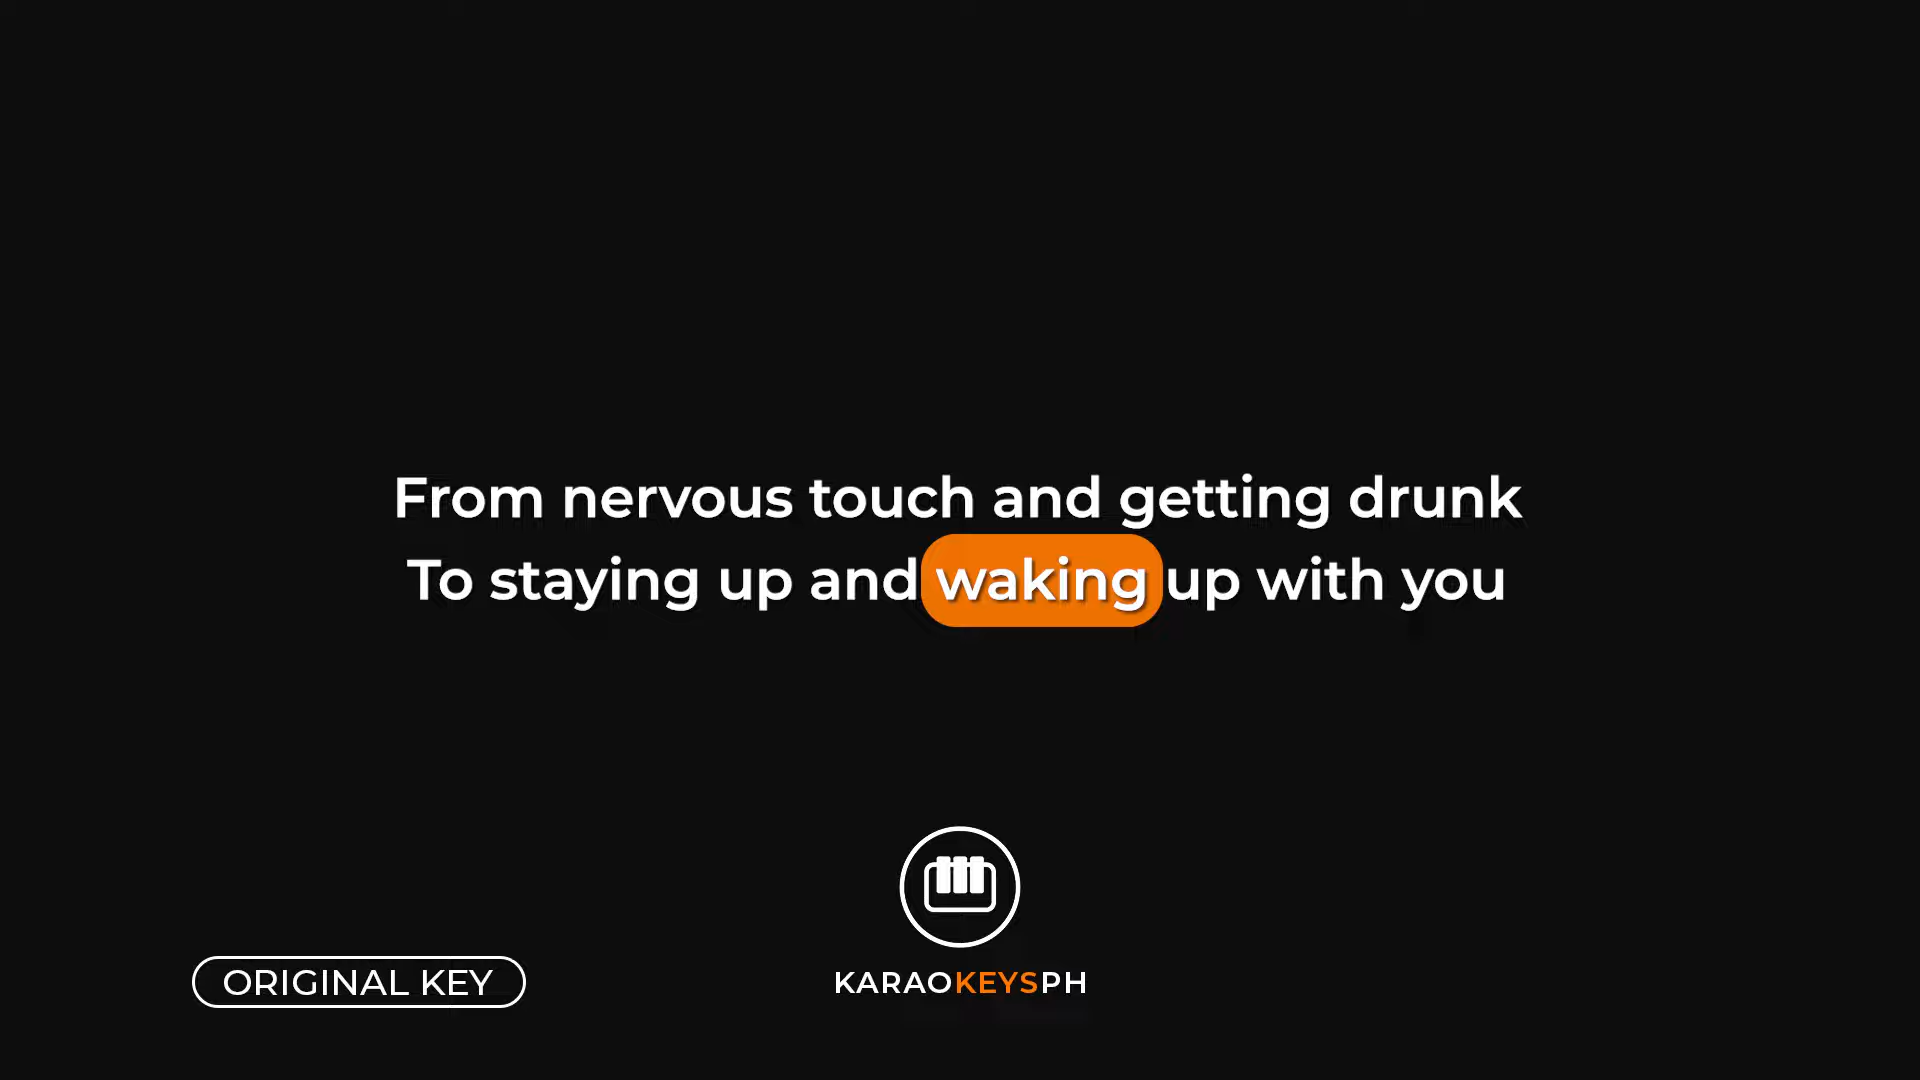 From nervous touch and getting drunk
To staying up and waking up with you
ORIGINAL KEY
KARAOKEYSPH